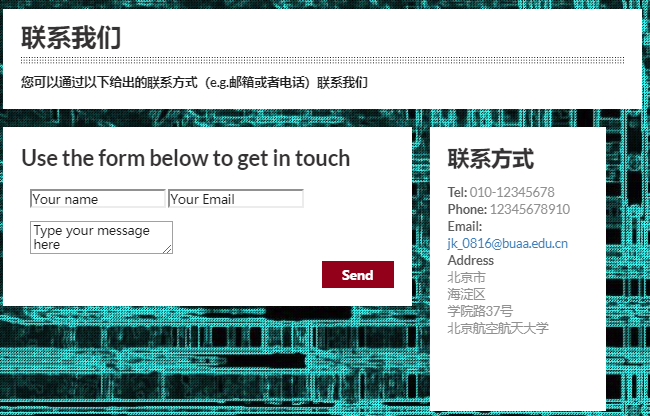 联系我们
您可以通过以下给出的联系方式（e.g.邮箱或者电话）联系我们
Use the form below to get in touch
Your name
Your Email
Type your message
here
Send
联系方式
Tel: 010-12345678
Phone: 12345678910
Email:
jk_0816@buaa.edu.cn
Address
北京市
海淀区
学院路37号
北京航空航天大学